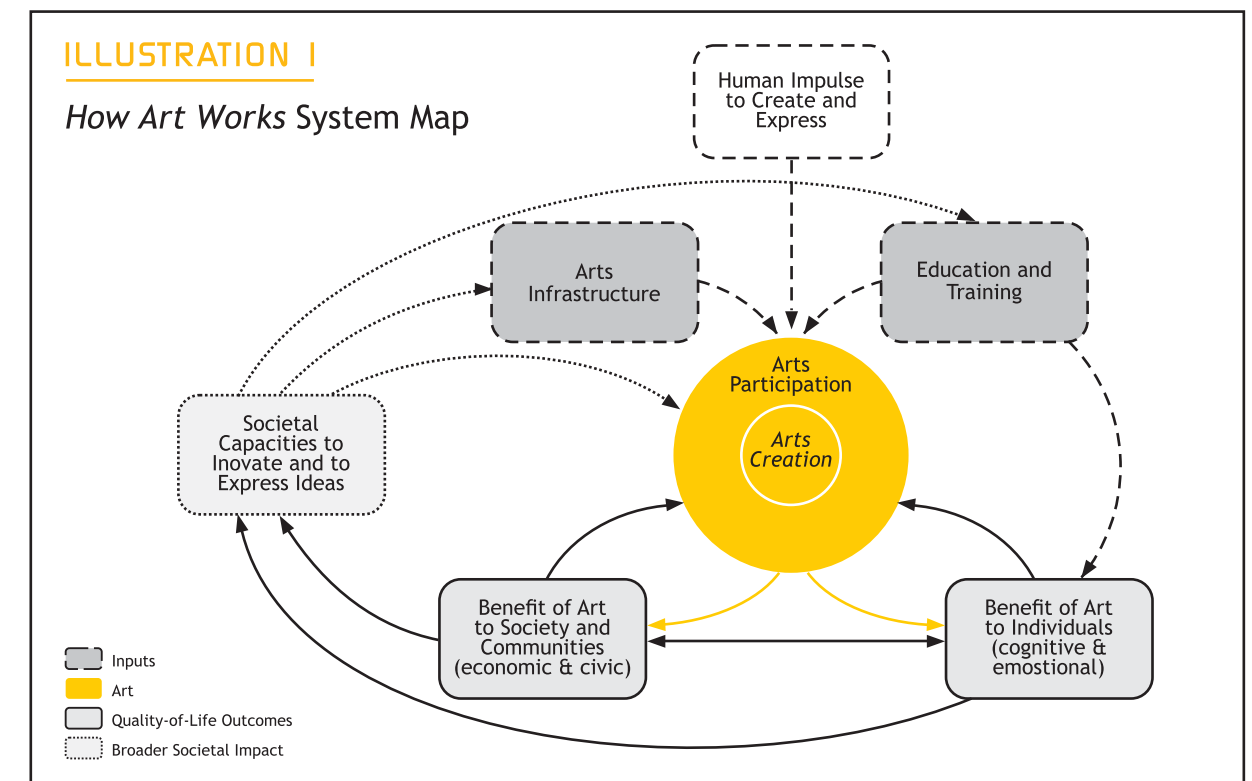 ILLUSTRATION I
How Art Works System Map
Human Impulse
to Create and
Express
Arts
Infrastructure
Education and
Training
Arts
Participation
Arts
Creation
Societal
Capacities to
Inovate and to
Express Ideas
Benefit of Art
to Society and
Communities
(economic & civic)
Benefit of Art
to Individuals
(cognitive &
emostional)
Inputs
Art
Quality-of-Life Outcomes
Broader Societal Impact